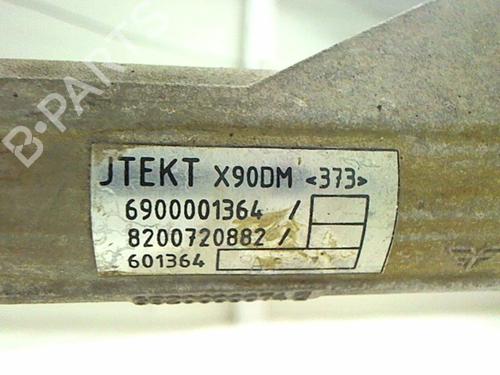 B-PARTS
JTEKT X90DM <373>
6900001364 /
8200720882 /
601364